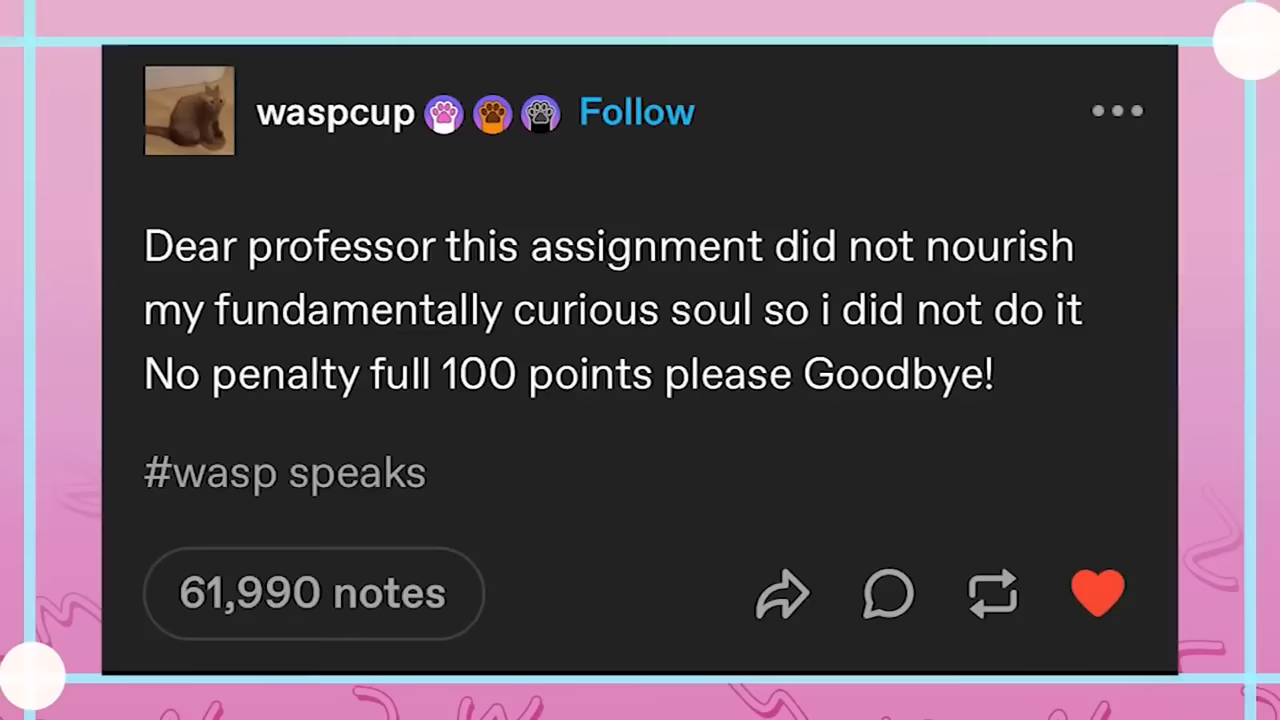 waspcup Follow
Dear professor this assignment did not nourish
my fundamentally curious soul so i did not do it
No penalty full 100 points please Goodbye!
#wasp speaks
61,990 notes